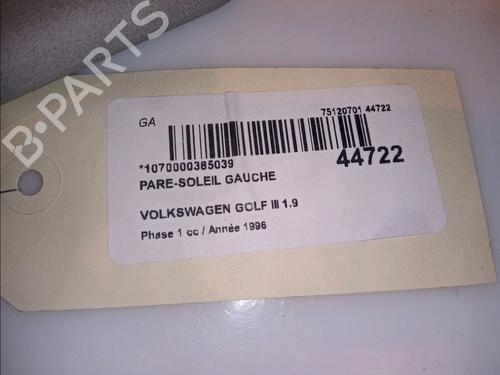 GA
75120701 44722
*1070000385039
44722
PARE-SOLEIL GAUCHE
VOLKSWAGEN GOLF III 1.9
Phase 1 cc / Année 1996
B-PARTS